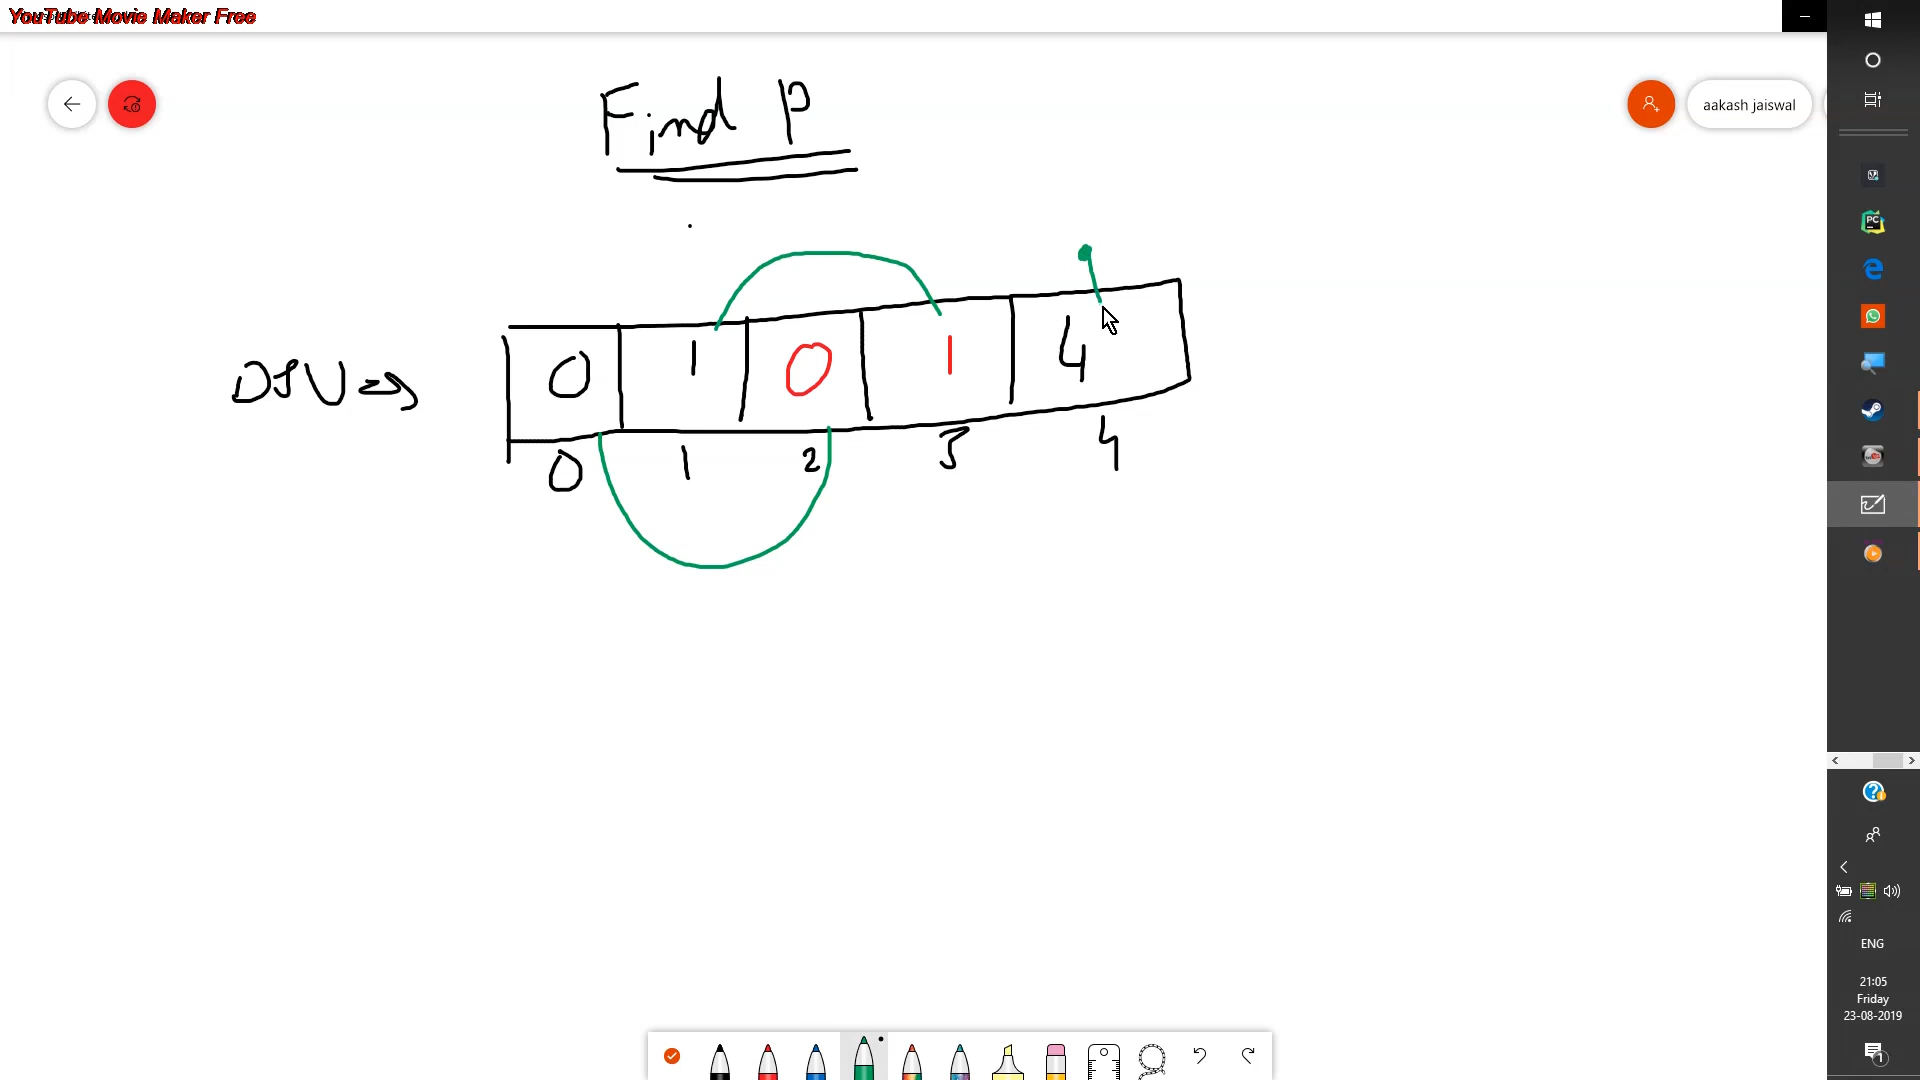 YouTube Movie Maker Free
Find P
aakash jaiswal
DSU ⇒ 0 1 0 1 4
0 1 2 3 4
ENG
21:05
Friday
23-08-2019
1